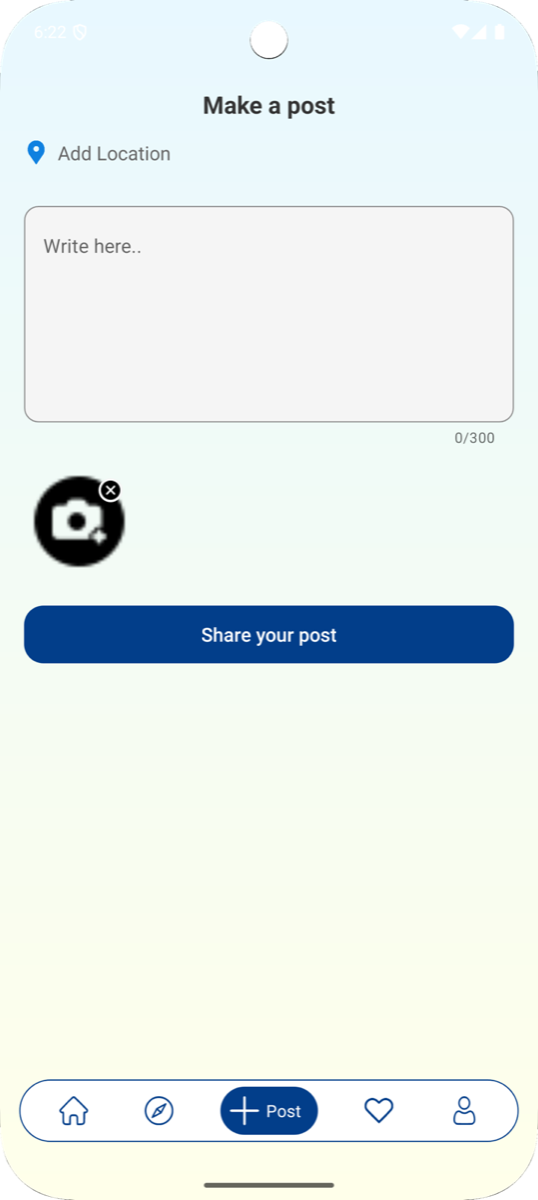 6:22
Make a post
Add Location
Write here..
0/300
Share your post
Post